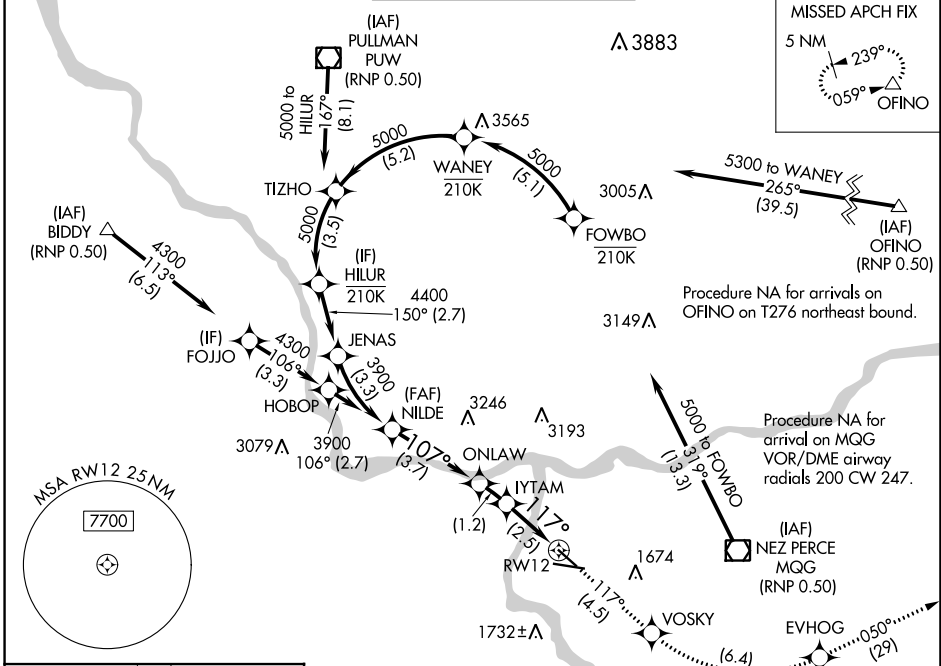 (IAF)
PULLMAN
PUW
(RNP 0.50)
5000 to
HILUR
167°
(8.1)
3883
MISSED APCH FIX
5 NM
239°
059°
OFINO
3565
5000
(5.2)
WANEY
210K
5000
(5.1)
TIZHO
3005
FOWBO
210K
5300 to WANEY
265°
(39.5)
(IAF)
OFINO
(RNP 0.50)
(IAF)
BIDDY
(RNP 0.50)
4300
113°
(6.5)
5000
(3.5)
(IF)
HILUR
210K
4400
150° (2.7)
Procedure NA for arrivals on
OFINO on T276 northeast bound.
3149
(IF)
FOJJO
4300
106°
(3.3)
JENAS
3900
(3.3)
HOBOP
(FAF)
NILDE
3246
3193
3079
3900
106° (2.7)
107°
(3.7)
ONLAW
5000 to FOWBO
319°
(13.3)
Procedure NA for
arrival on MQG
VOR/DME airway
radials 200 CW 247.
MSA RW12 25 NM
7700
IYTAM
(1.2)
117°
(2.5)
RW12
(IAF)
NEZ PERCE
MQG
(RNP 0.50)
1674
117°
(4.5)
1732±
VOSKY
(6.4)
EVHOG
050°
(29)